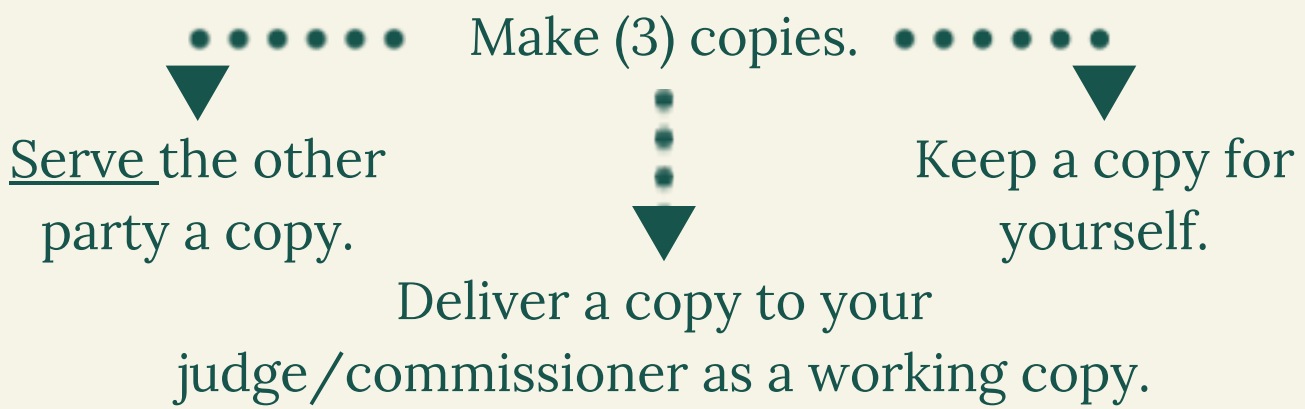 Make (3) copies.
Serve the other
party a copy.
Deliver a copy to your
judge/commissioner as a working copy.
Keep a copy for
yourself.